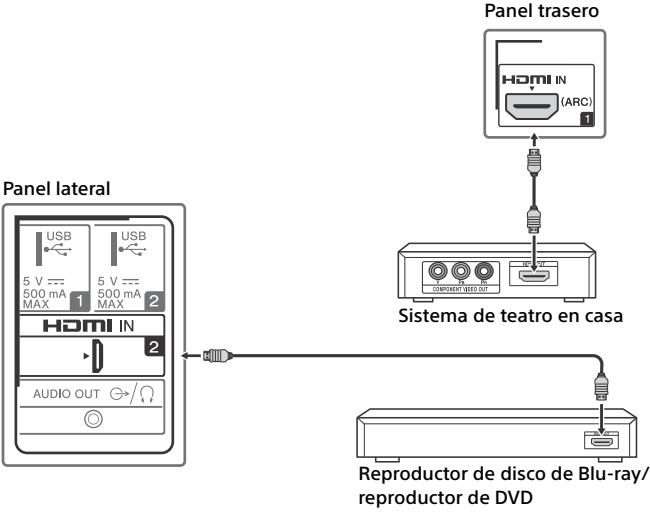 Panel trasero
HDMI IN
(ARC)
1
Panel lateral
USB
USB
5 V
500 mA
MAX
1
5 V
500 mA
MAX
2
HDMI IN
2
AUDIO OUT
Y
PB
PR
COMPONENT VIDEO OUT
Sistema de teatro en casa
Reproductor de disco de Blu-ray/
reproductor de DVD